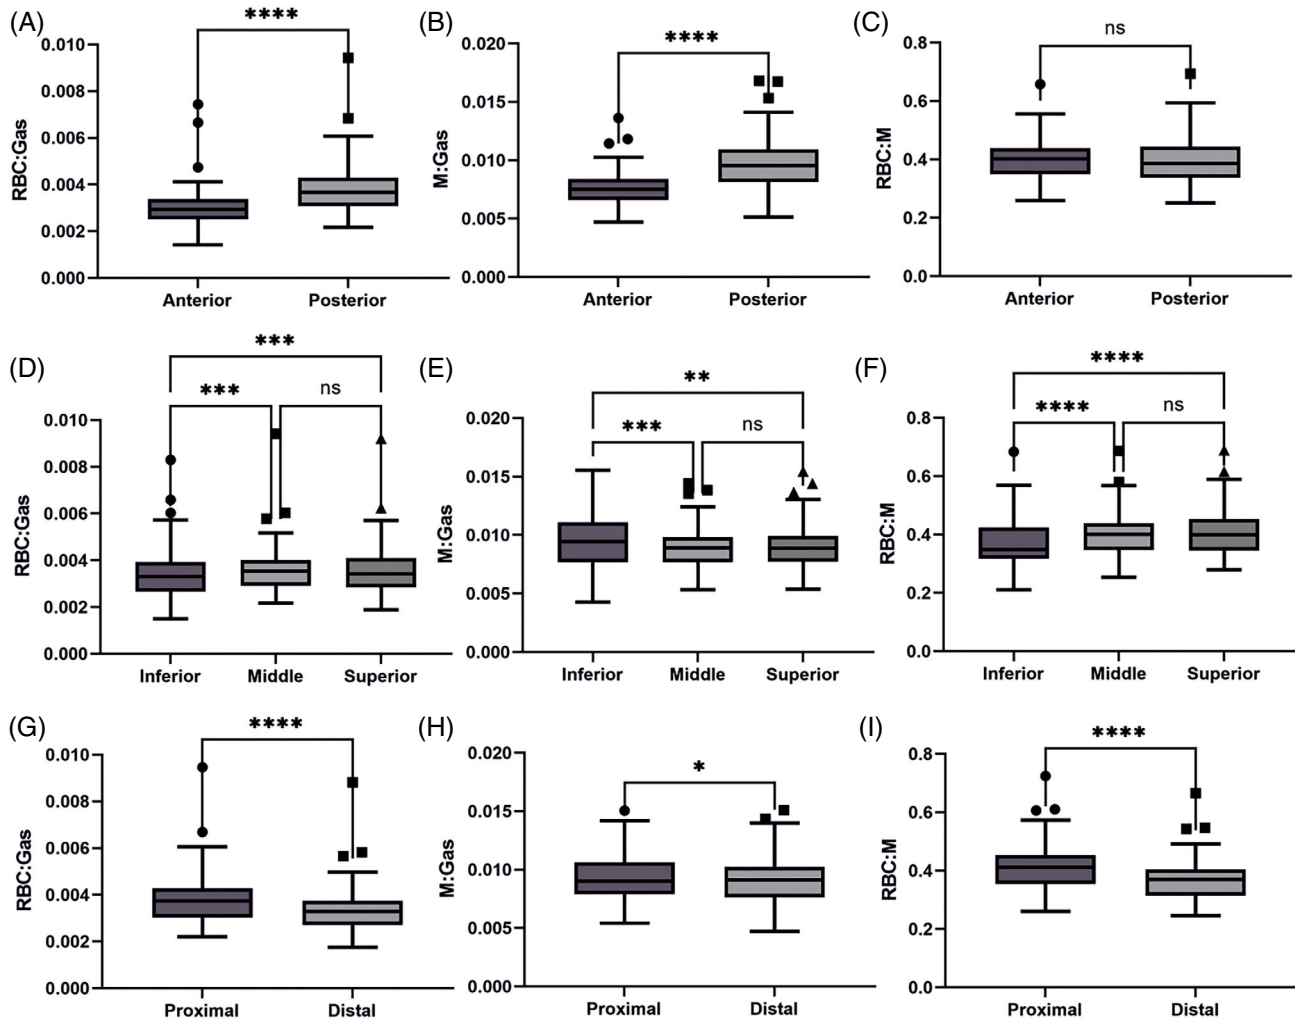 (A)
****
RBC:Gas
0.010
0.008
0.006
0.004
0.002
0.000
Anterior Posterior
(B)
****
M:Gas
0.020
0.015
0.010
0.005
0.000
Anterior Posterior
(C)
ns
RBC:M
0.8
0.6
0.4
0.2
0.0
Anterior Posterior
(D)
***
*** ns
RBC:Gas
0.010
0.008
0.006
0.004
0.002
0.000
Inferior Middle Superior
(E)
**
*** ns
M:Gas
0.020
0.015
0.010
0.005
0.000
Inferior Middle Superior
(F)
****
**** ns
RBC:M
0.8
0.6
0.4
0.2
0.0
Inferior Middle Superior
(G)
****
RBC:Gas
0.010
0.008
0.006
0.004
0.002
0.000
Proximal Distal
(H)
*
M:Gas
0.020
0.015
0.010
0.005
0.000
Proximal Distal
(I)
****
RBC:M
0.8
0.6
0.4
0.2
0.0
Proximal Distal